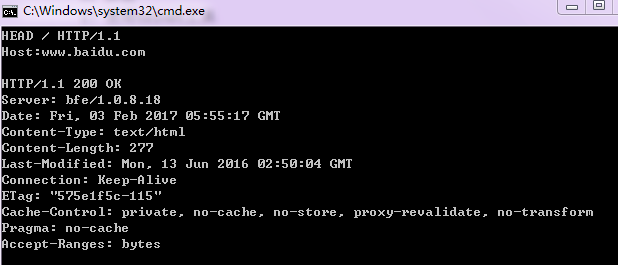 C:\Windows\system32\cmd.exe
HEAD / HTTP/1.1
Host:www.baidu.com
HTTP/1.1 200 OK
Server: bfe/1.0.8.18
Date: Fri, 03 Feb 2017 05:55:17 GMT
Content-Type: text/html
Content-Length: 277
Last-Modified: Mon, 13 Jun 2016 02:50:04 GMT
Connection: Keep-Alive
ETag: "575e1f5c-115"
Cache-Control: private, no-cache, no-store, proxy-revalidate, no-transform
Pragma: no-cache
Accept-Ranges: bytes